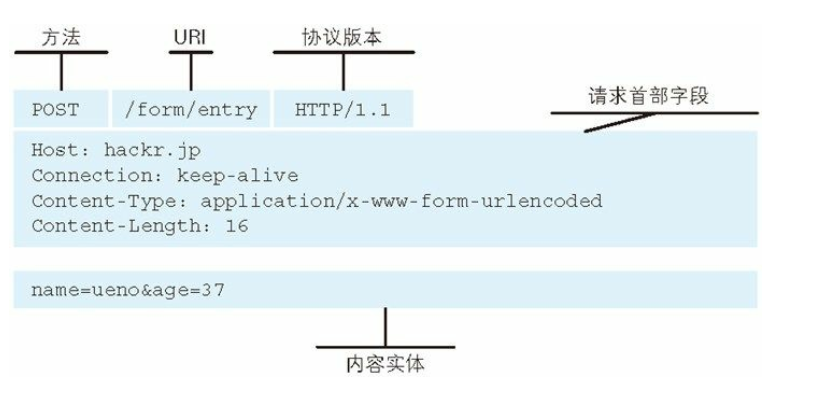 方法 URI 协议版本
请求首部字段
POST /form/entry HTTP/1.1
Host: hackr.jp
Connection: keep-alive
Content-Type: application/x-www-form-urlencoded
Content-Length: 16
name=ueno&age=37
内容实体